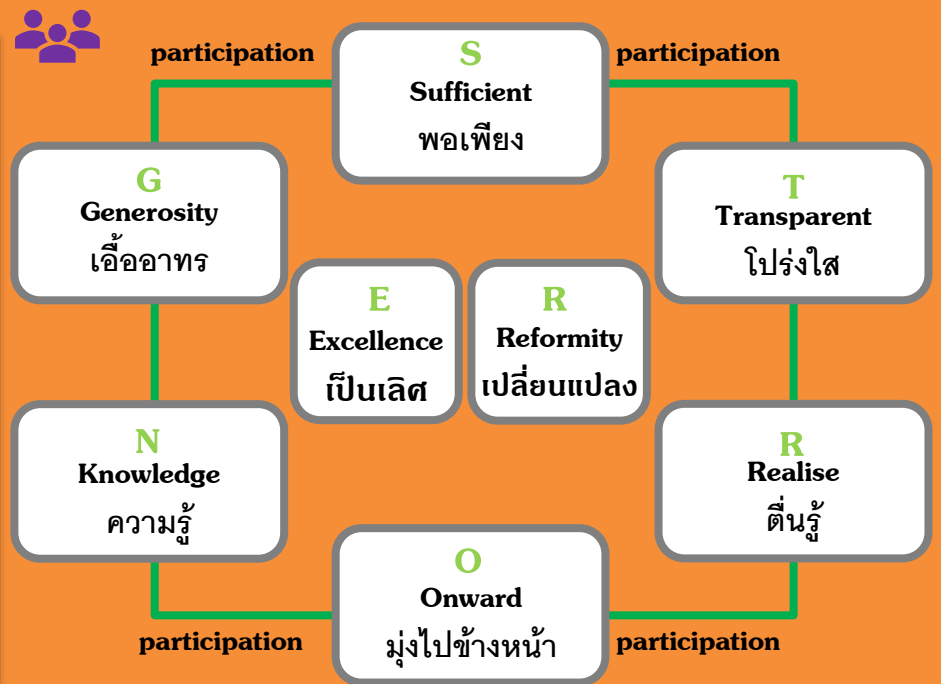 participation
S
Sufficient
พอเพียง
participation
G
Generosity
เอื้ออาทร
T
Transparent
โปร่งใส
E
Excellence
เป็นเลิศ
R
Reformity
เปลี่ยนแปลง
N
Knowledge
ความรู้
R
Realise
ตื่นรู้
participation
O
Onward
มุ่งไปข้างหน้า
participation